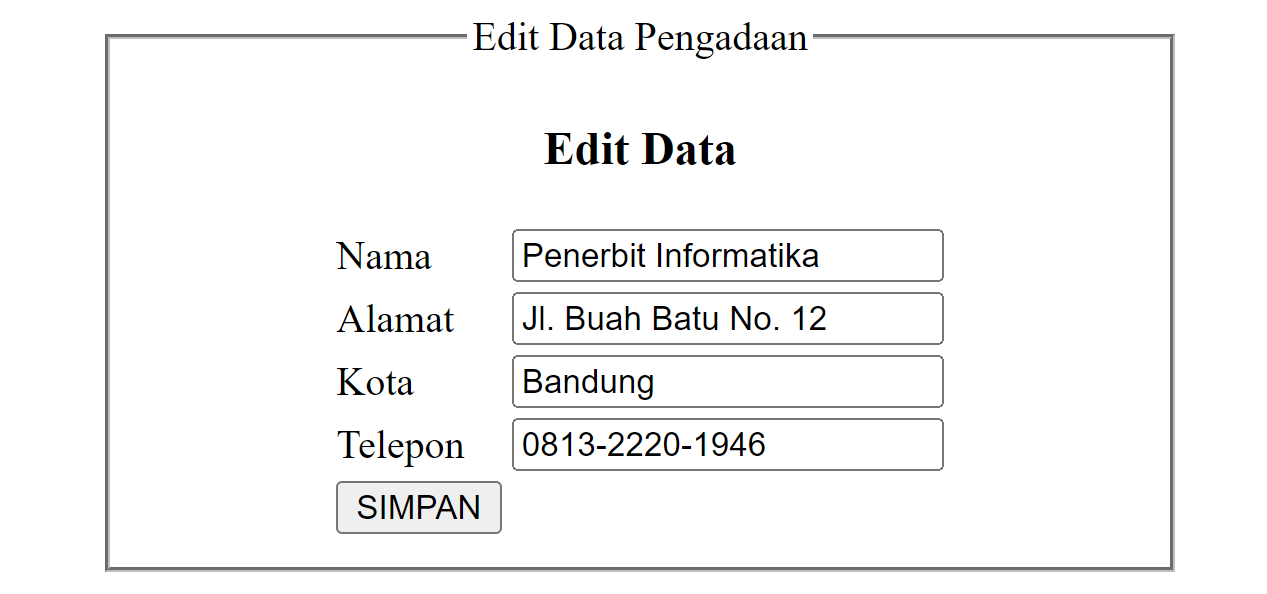 Edit Data Pengadaan
Edit Data
Nama Penerbit Informatika
Alamat Jl. Buah Batu No. 12
Kota Bandung
Telepon 0813-2220-1946
SIMPAN